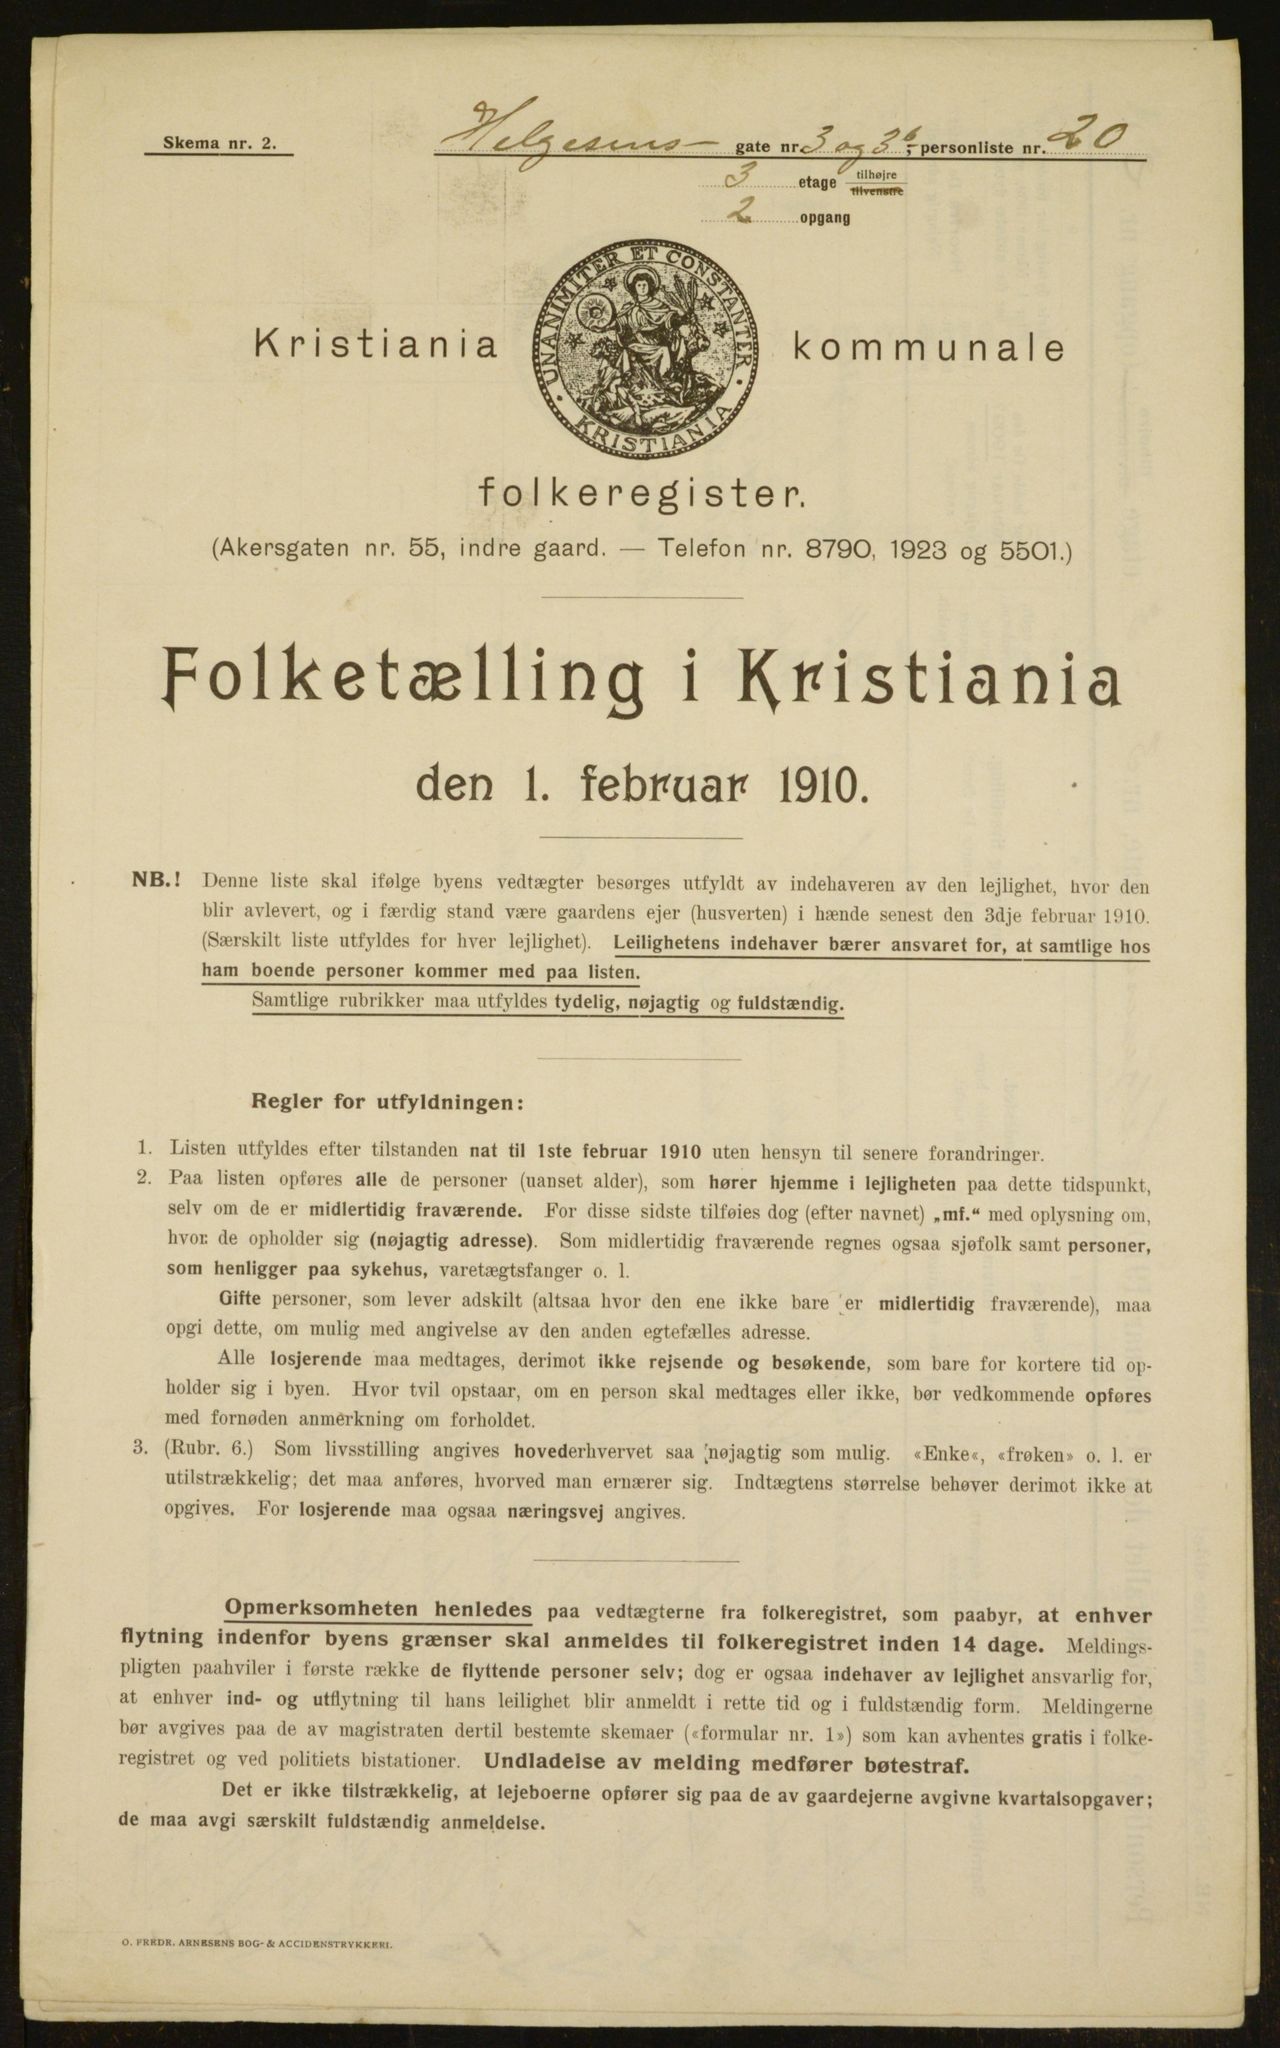 Skema nr. 2.
Helgesens gate nr. 3 og 3b; personliste nr. 20
3 etage tilhøjre
tilvenstre
2 opgang
UNANIMITER ET CONSTANTER
KRISTIANIA
Kristiania kommunale
folkeregister.
(Akersgaten nr. 55, indre gaard. — Telefon nr. 8790, 1923 og 5501.)
Folketælling i Kristiania
den 1. februar 1910.
NB.! Denne liste skal ifølge byens vedtægter besørges utfyldt av indehaveren av den lejlighet, hvor den
blir avlevert, og i færdig stand være gaardens ejer (husverten) i hænde senest den 3dje februar 1910.
(Særskilt liste utfyldes for hver lejlighet). Leilighetens indehaver bærer ansvaret for, at samtlige hos
ham boende personer kommer med paa listen.
Samtlige rubrikker maa utfyldes tydelig, nøjagtig og fuldstændig.
Regler for utfyldningen:
1. Listen utfyldes efter tilstanden nat til 1ste februar 1910 uten hensyn til senere forandringer.
2. Paa listen opføres alle de personer (uanset alder), som hører hjemme i lejligheten paa dette tidspunkt,
selv om de er midlertidig fraværende. For disse sidste tilføies dog (efter navnet) „mf.“ med oplysning om,
hvor de opholder sig (nøjagtig adresse). Som midlertidig fraværende regnes ogsaa sjøfolk samt personer,
som henligger paa sykehus, varetægtsfanger o. l.
Gifte personer, som lever adskilt (altsaa hvor den ene ikke bare er midlertidig fraværende), maa
opgi dette, om mulig med angivelse av den anden egtefælles adresse.
Alle losjerende maa medtages, derimot ikke rejsende og besøkende, som bare for kortere tid op-
holder sig i byen. Hvor tvil opstaar, om en person skal medtages eller ikke, bør vedkommende opføres
med fornøden anmerkning om forholdet.
3. (Rubr. 6.) Som livsstilling angives hovederhvervet saa nøjagtig som mulig. «Enke«, «frøken» o. l. er
utilstrækkelig; det maa anføres, hvorved man ernærer sig. Indtægtens størrelse behøver derimot ikke at
opgives. For losjerende maa ogsaa næringsvej angives.
Opmerksomheten henledes paa vedtægterne fra folkeregistret, som paabyr, at enhver
flytning indenfor byens grænser skal anmeldes til folkeregistret inden 14 dage. Meldings-
pligten paahviler i første række de flyttende personer selv; dog er ogsaa indehaver av lejlighet ansvarlig for,
at enhver ind- og utflytning til hans leilighet blir anmeldt i rette tid og i fuldstændig form. Meldingerne
bør avgives paa de av magistraten dertil bestemte skemaer («formular nr. 1») som kan avhentes gratis i folke-
registret og ved politiets bistationer. Undladelse av melding medfører bøtestraf.
Det er ikke tilstrækkelig, at lejeboerne opfører sig paa de av gaardejerne avgivne kvartalsopgaver;
de maa avgi særskilt fuldstændig anmeldelse.
O. FREDR. ARNESENS BOG- & ACCIDENSTRYKKERI.